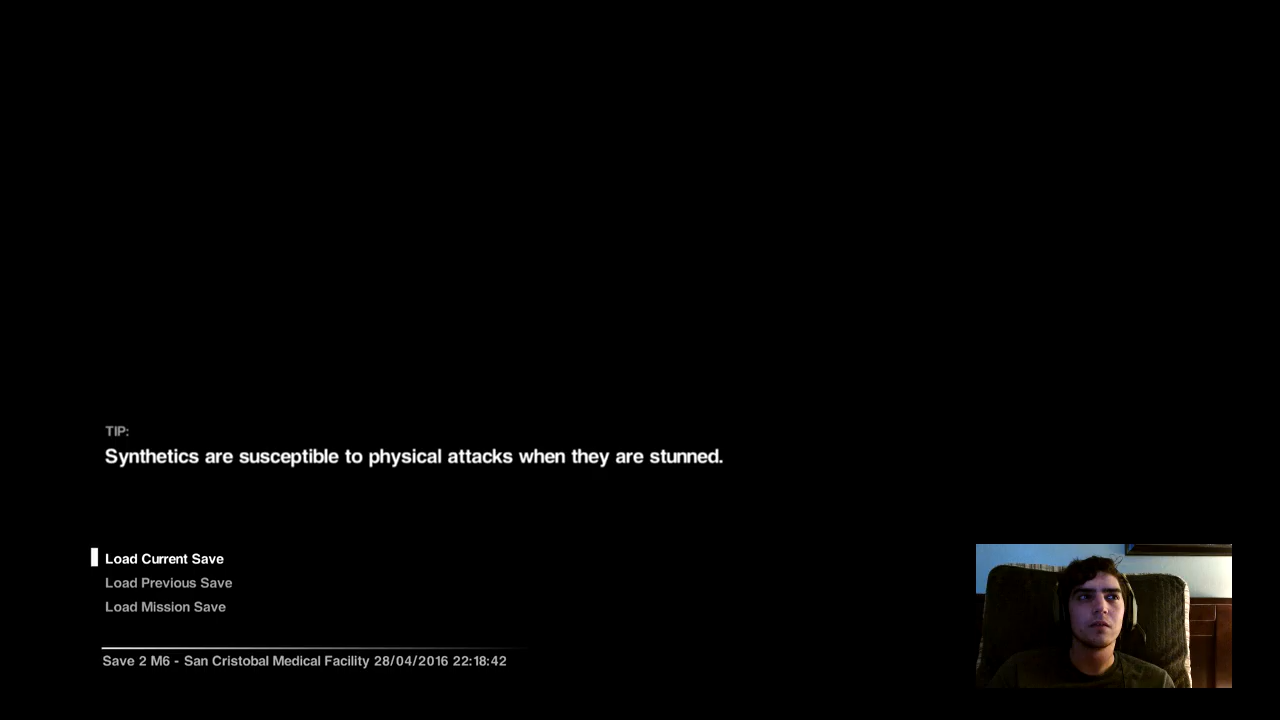 TIP:
Synthetics are susceptible to physical attacks when they are stunned.
Load Current Save
Load Previous Save
Load Mission Save
Save 2 M6 - San Cristobal Medical Facility 28/04/2016 22:18:42